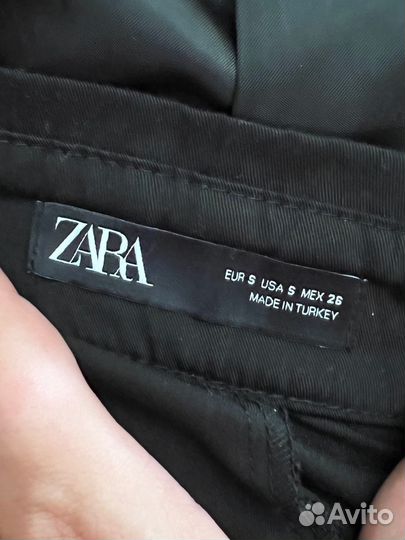 ZARA
EUR S USA S MEX 26
MADE IN TURKEY
Avito